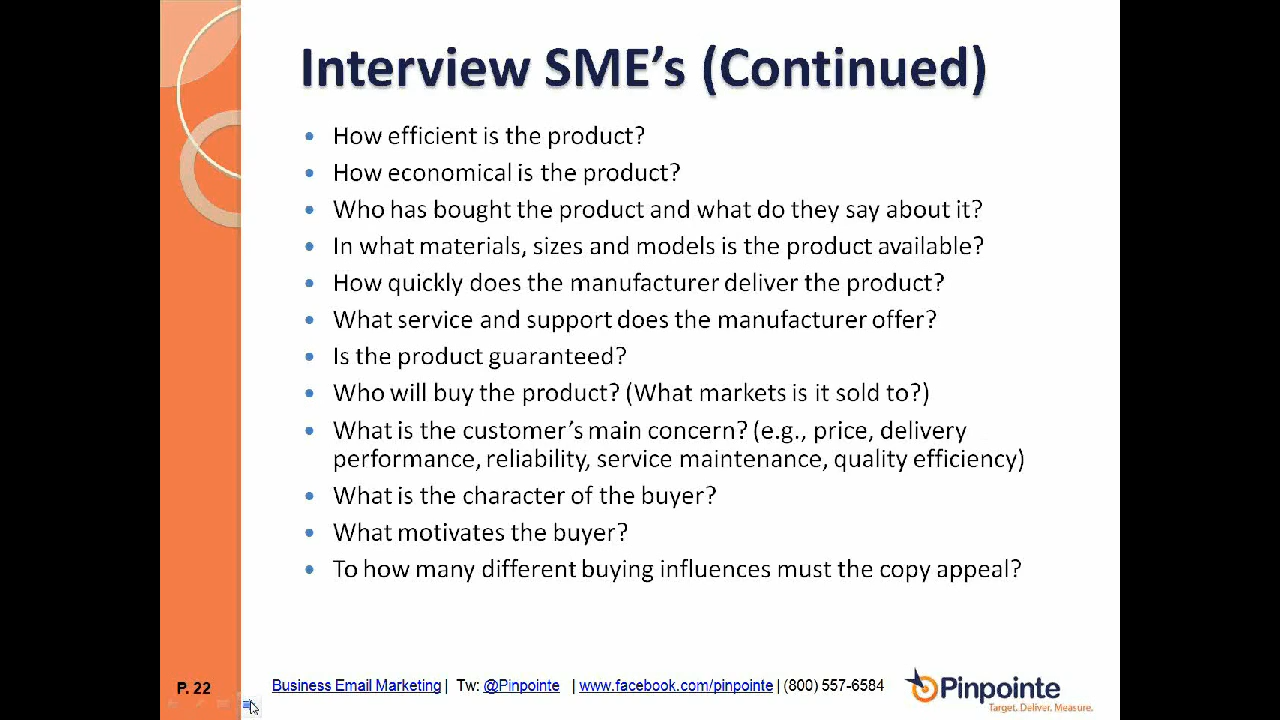 Interview SME's (Continued)
• How efficient is the product?
• How economical is the product?
• Who has bought the product and what do they say about it?
• In what materials, sizes and models is the product available?
• How quickly does the manufacturer deliver the product?
• What service and support does the manufacturer offer?
• Is the product guaranteed?
• Who will buy the product? (What markets is it sold to?)
• What is the customer's main concern? (e.g., price, delivery
performance, reliability, service maintenance, quality efficiency)
• What is the character of the buyer?
• What motivates the buyer?
• To how many different buying influences must the copy appeal?
P. 22
Business Email Marketing | Tw: @Pinpointe | www.facebook.com/pinpointe | (800) 557-6584
Pinpointe
Target. Deliver. Measure.